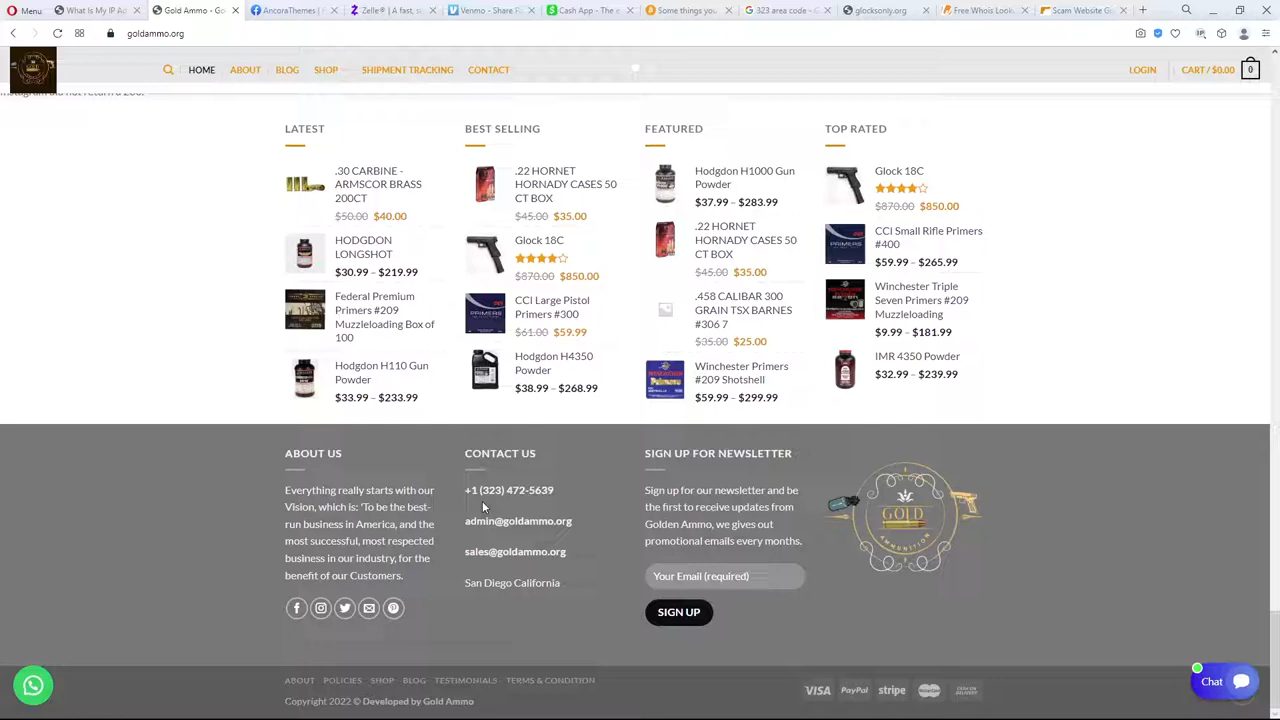 Menu
What Is My IP Ad
Gold Ammo - Go
AncoraThemes |
Zelle® | A fast, s
Venmo - Share P
Cash App - The e
Some things you
323 area code - G
glocksonly.org
Free Whois Look
Scam Website G
goldammo.org
HOME
ABOUT
BLOG
SHOP
SHIPMENT TRACKING
CONTACT
LOGIN
CART / $0.00
0
Instagram did not return a 200.
LATEST
.30 CARBINE -
ARMSCOR BRASS
200CT
$50.00 $40.00
HODGDON
LONGSHOT
$30.99 – $219.99
Federal Premium
Primers #209
Muzzleloading Box of
100
Hodgdon H110 Gun
Powder
$33.99 – $253.99
BEST SELLING
.22 HORNET
HORNADY CASES 50
CT BOX
$45.00 $35.00
Glock 18C
$870.00 $850.00
CCI Large Pistol
Primers #300
$61.00 $59.99
Hodgdon H4350
Powder
$38.99 – $268.99
FEATURED
Hodgdon H1000 Gun
Powder
$37.99 – $283.99
.22 HORNET
HORNADY CASES 50
CT BOX
$45.00 $35.00
.458 CALIBAR 300
GRAIN TSX BARNES
#306 7
$35.00 $25.00
Winchester Primers
#209 Shotshell
$59.99 – $299.99
TOP RATED
Glock 18C
$870.00 $850.00
CCI Small Rifle Primers
#400
$59.99 – $265.99
Winchester Triple
Seven Primers #209
Muzzleloading
$9.99 – $181.99
IMR 4350 Powder
$32.99 – $239.99
ABOUT US
Everything really starts with our
Vision, which is: 'To be the best-
run business in America, and the
most successful, most respected
business in our industry, for the
benefit of our Customers.
CONTACT US
+1 (323) 472-5639
admin@goldammo.org
sales@goldammo.org
San Diego California
SIGN UP FOR NEWSLETTER
Sign up for our newsletter and be
the first to receive updates from
Golden Ammo, we gives out
promotional emails every months.
Your Email (required)
SIGN UP
GOLD
AMMUNITION
ABOUT
POLICIES
SHOP
BLOG
TESTIMONIALS
TERMS & CONDITION
Copyright 2022 © Developed by Gold Ammo
VISA
PayPal
stripe
MasterCard
CASH ON
DELIVERY
Chat